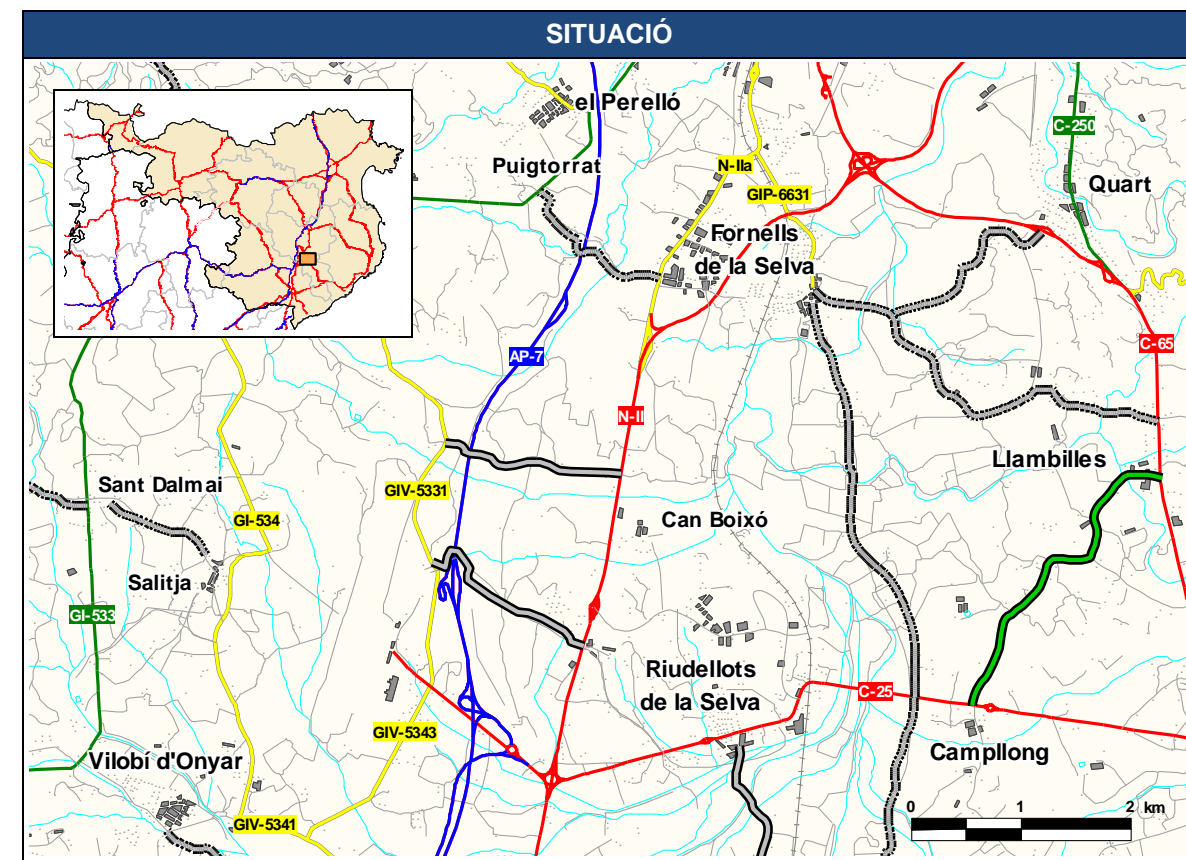 SITUACIÓ
el Perelló
C-250
Puigtorrat
N-IIa
Quart
GIP-6631
Fornells
de la Selva
C-65
AP-7
N-II
Llambilles
Sant Dalmai
GIV-5331
GI-534
Can Boixó
Salitja
GI-533
Riudellots
de la Selva
C-25
GIV-5343
Vilobí d'Onyar
Campllong
GIV-5341
0 1 2 km